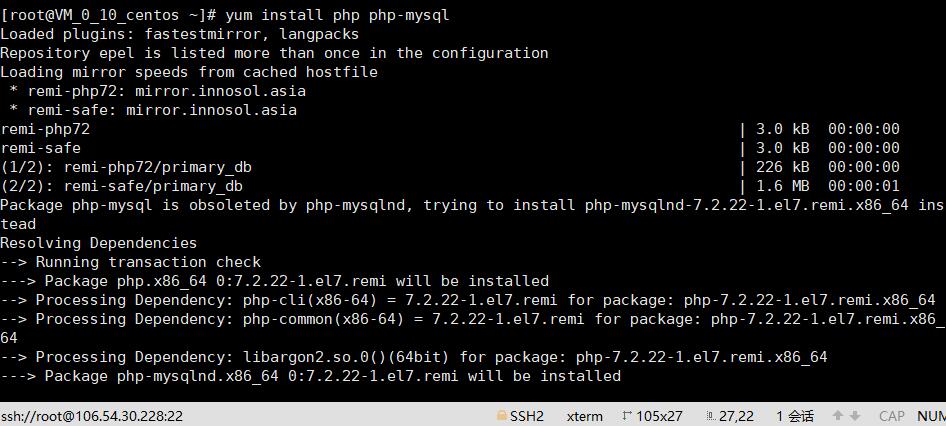 [root@VM_0_10_centos ~]# yum install php php-mysql
Loaded plugins: fastestmirror, langpacks
Repository epel is listed more than once in the configuration
Loading mirror speeds from cached hostfile
 * remi-php72: mirror.innosol.asia
 * remi-safe: mirror.innosol.asia
remi-php72 | 3.0 kB 00:00:00
remi-safe | 3.0 kB 00:00:00
(1/2): remi-php72/primary_db | 226 kB 00:00:00
(2/2): remi-safe/primary_db | 1.6 MB 00:00:01
Package php-mysql is obsoleted by php-mysqlnd, trying to install php-mysqlnd-7.2.22-1.el7.remi.x86_64 ins
tead
Resolving Dependencies
--> Running transaction check
---> Package php.x86_64 0:7.2.22-1.el7.remi will be installed
--> Processing Dependency: php-cli(x86-64) = 7.2.22-1.el7.remi for package: php-7.2.22-1.el7.remi.x86_64
--> Processing Dependency: php-common(x86-64) = 7.2.22-1.el7.remi for package: php-7.2.22-1.el7.remi.x86_
64
--> Processing Dependency: libargon2.so.0()(64bit) for package: php-7.2.22-1.el7.remi.x86_64
---> Package php-mysqlnd.x86_64 0:7.2.22-1.el7.remi will be installed
ssh://root@106.54.30.228:22 SSH2 xterm 105x27 27,22 1 会话 CAP NUM